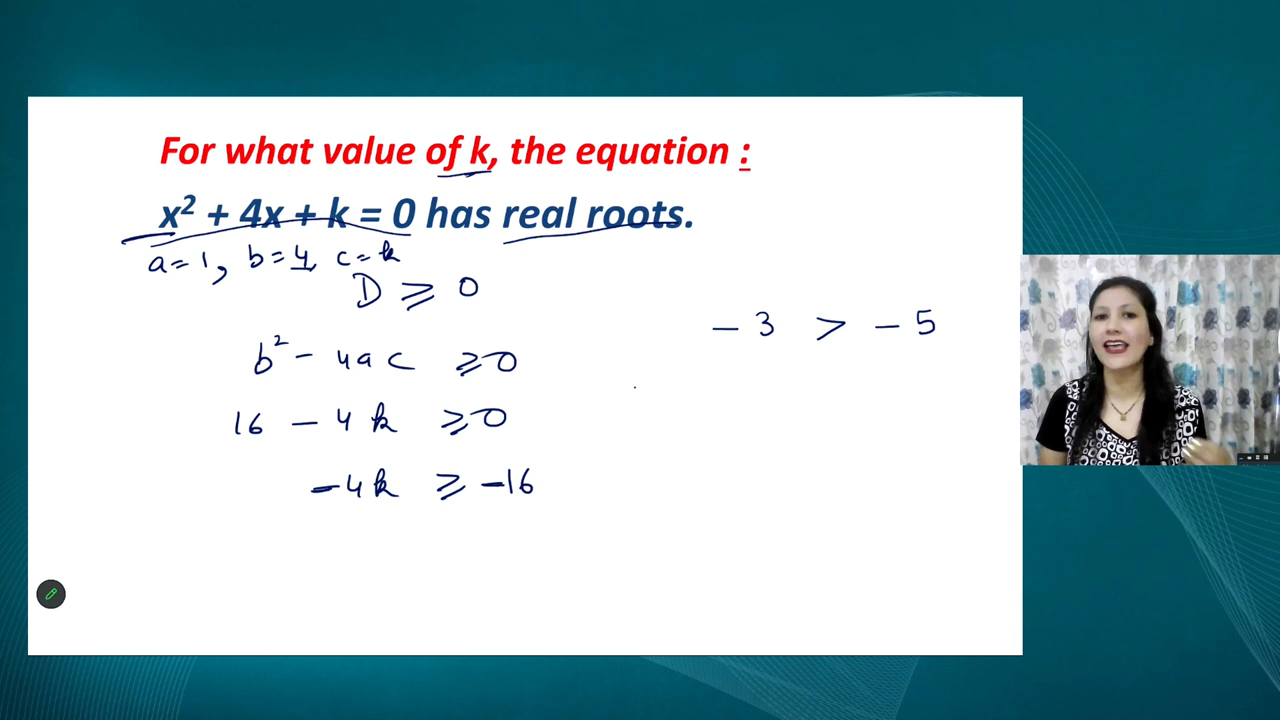 For what value of k, the equation :
x² + 4x + k = 0 has real roots.
a = 1, b = 4, c = k
D ⩾ 0
b² - 4ac ⩾ 0
16 - 4k ⩾ 0
-4k ⩾ -16
-3 > -5